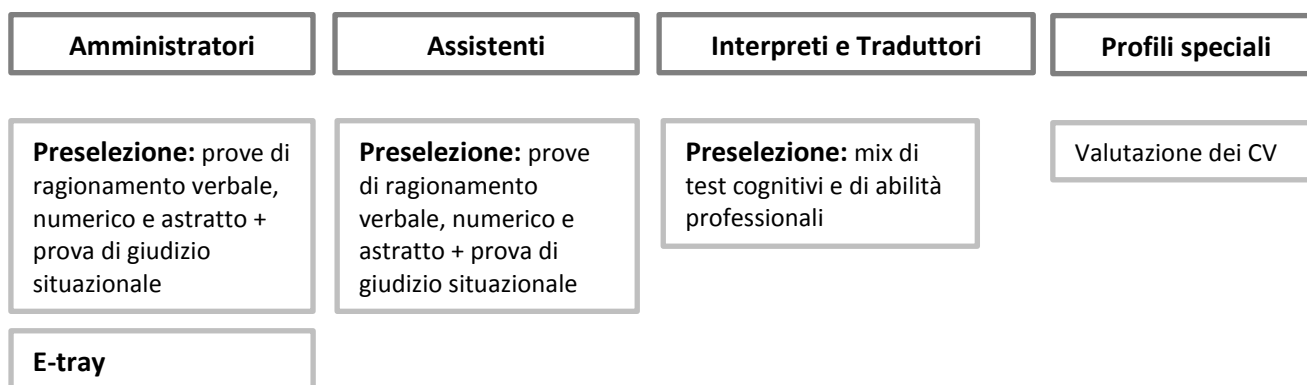 Amministratori
Assistenti
Interpreti e Traduttori
Profili speciali
Preselezione: prove di
ragionamento verbale,
numerico e astratto +
prova di giudizio
situazionale
Preselezione: prove
di ragionamento
verbale, numerico e
astratto + prova di
giudizio situazionale
Preselezione: mix di
test cognitivi e di abilità
professionali
Valutazione dei CV
E-tray